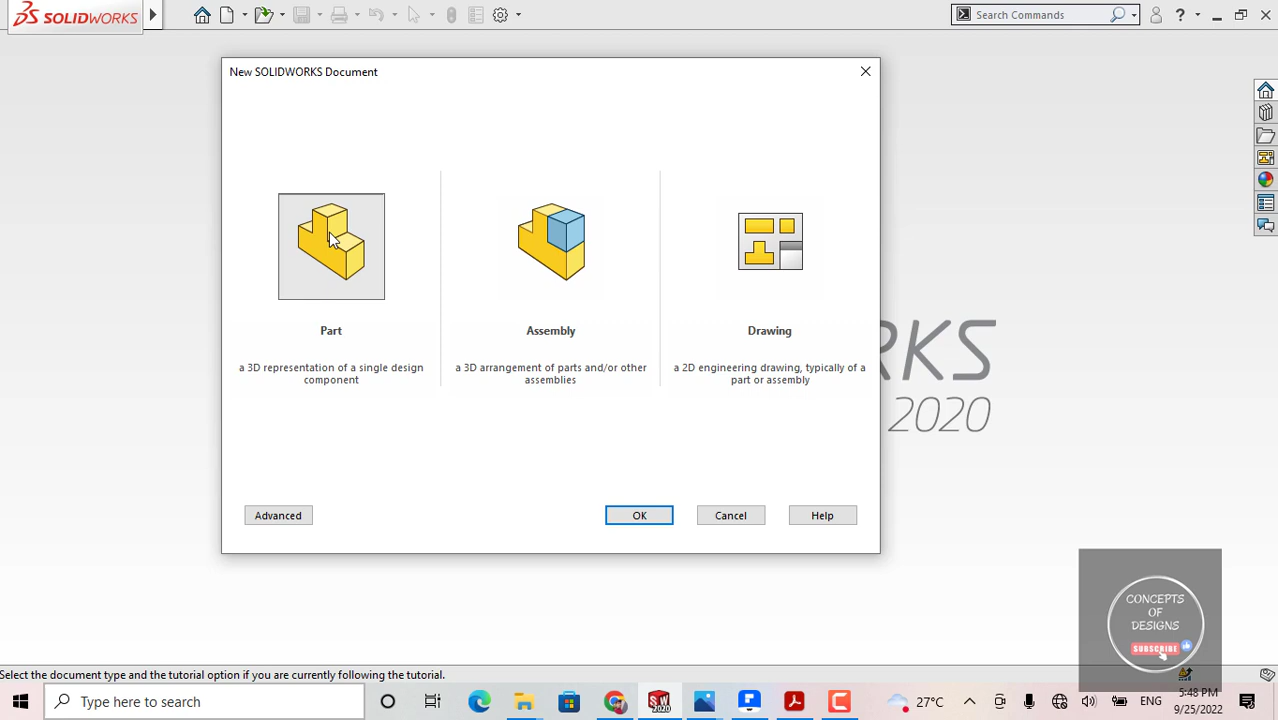 SOLIDWORKS
Search Commands
?
New SOLIDWORKS Document
Part
Assembly
Drawing
a 3D representation of a single design
component
a 3D arrangement of parts and/or other
assemblies
a 2D engineering drawing, typically of a
part or assembly
RKS
2020
Advanced
OK
Cancel
Help
CONCEPTS
OF
DESIGNS
SUBSCRIBE
Select the document type and the tutorial option if you are currently following the tutorial.
Type here to search
SW
2020
27°C
ENG
5:48 PM
9/25/2022